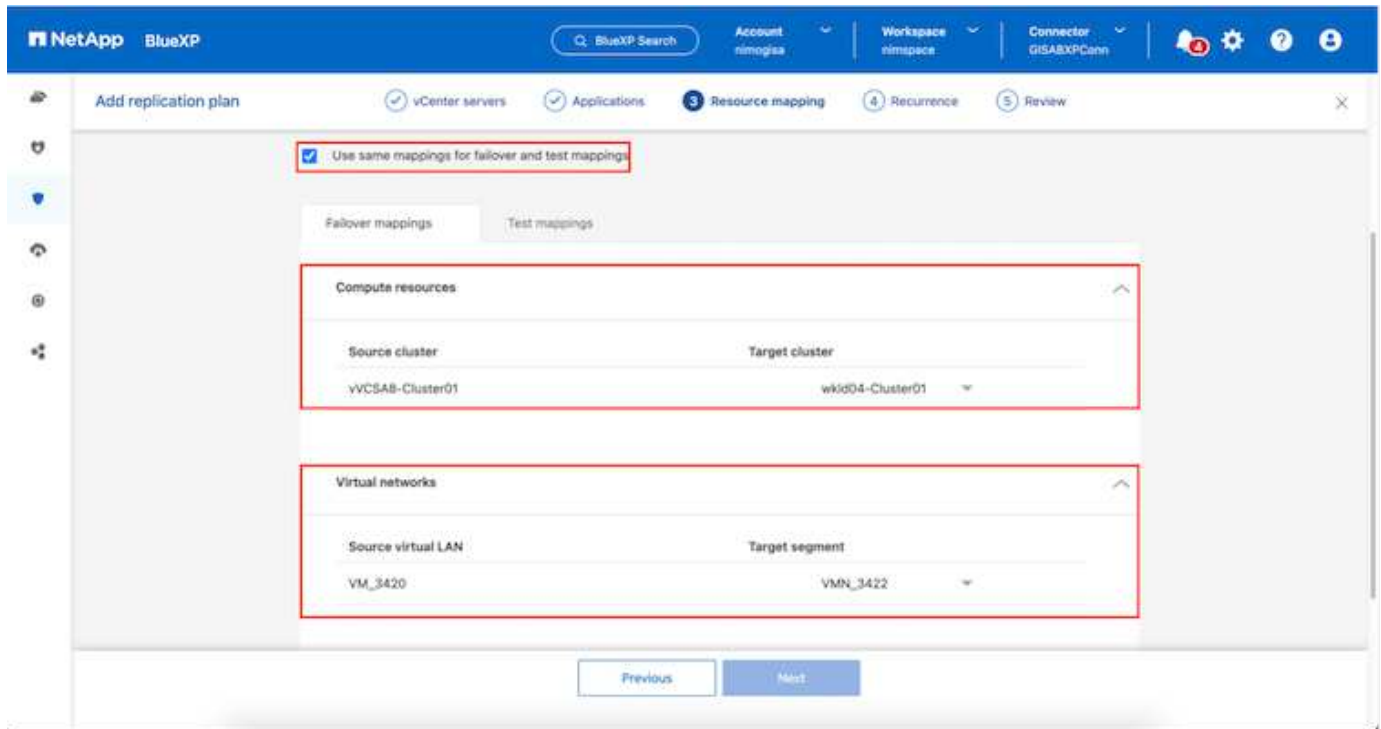 NetApp BlueXP
BlueXP Search
Account
nimogisa
Workspace
nimspace
Connector
GISABXPConn
4
Add replication plan
vCenter servers
Applications
3 Resource mapping
4 Recurrence
5 Review
Use same mappings for failover and test mappings
Failover mappings
Test mappings
Compute resources
Source cluster
Target cluster
vVCSA8-Cluster01
wkld04-Cluster01
Virtual networks
Source virtual LAN
Target segment
VM_3420
VMN_3422
Previous
Next